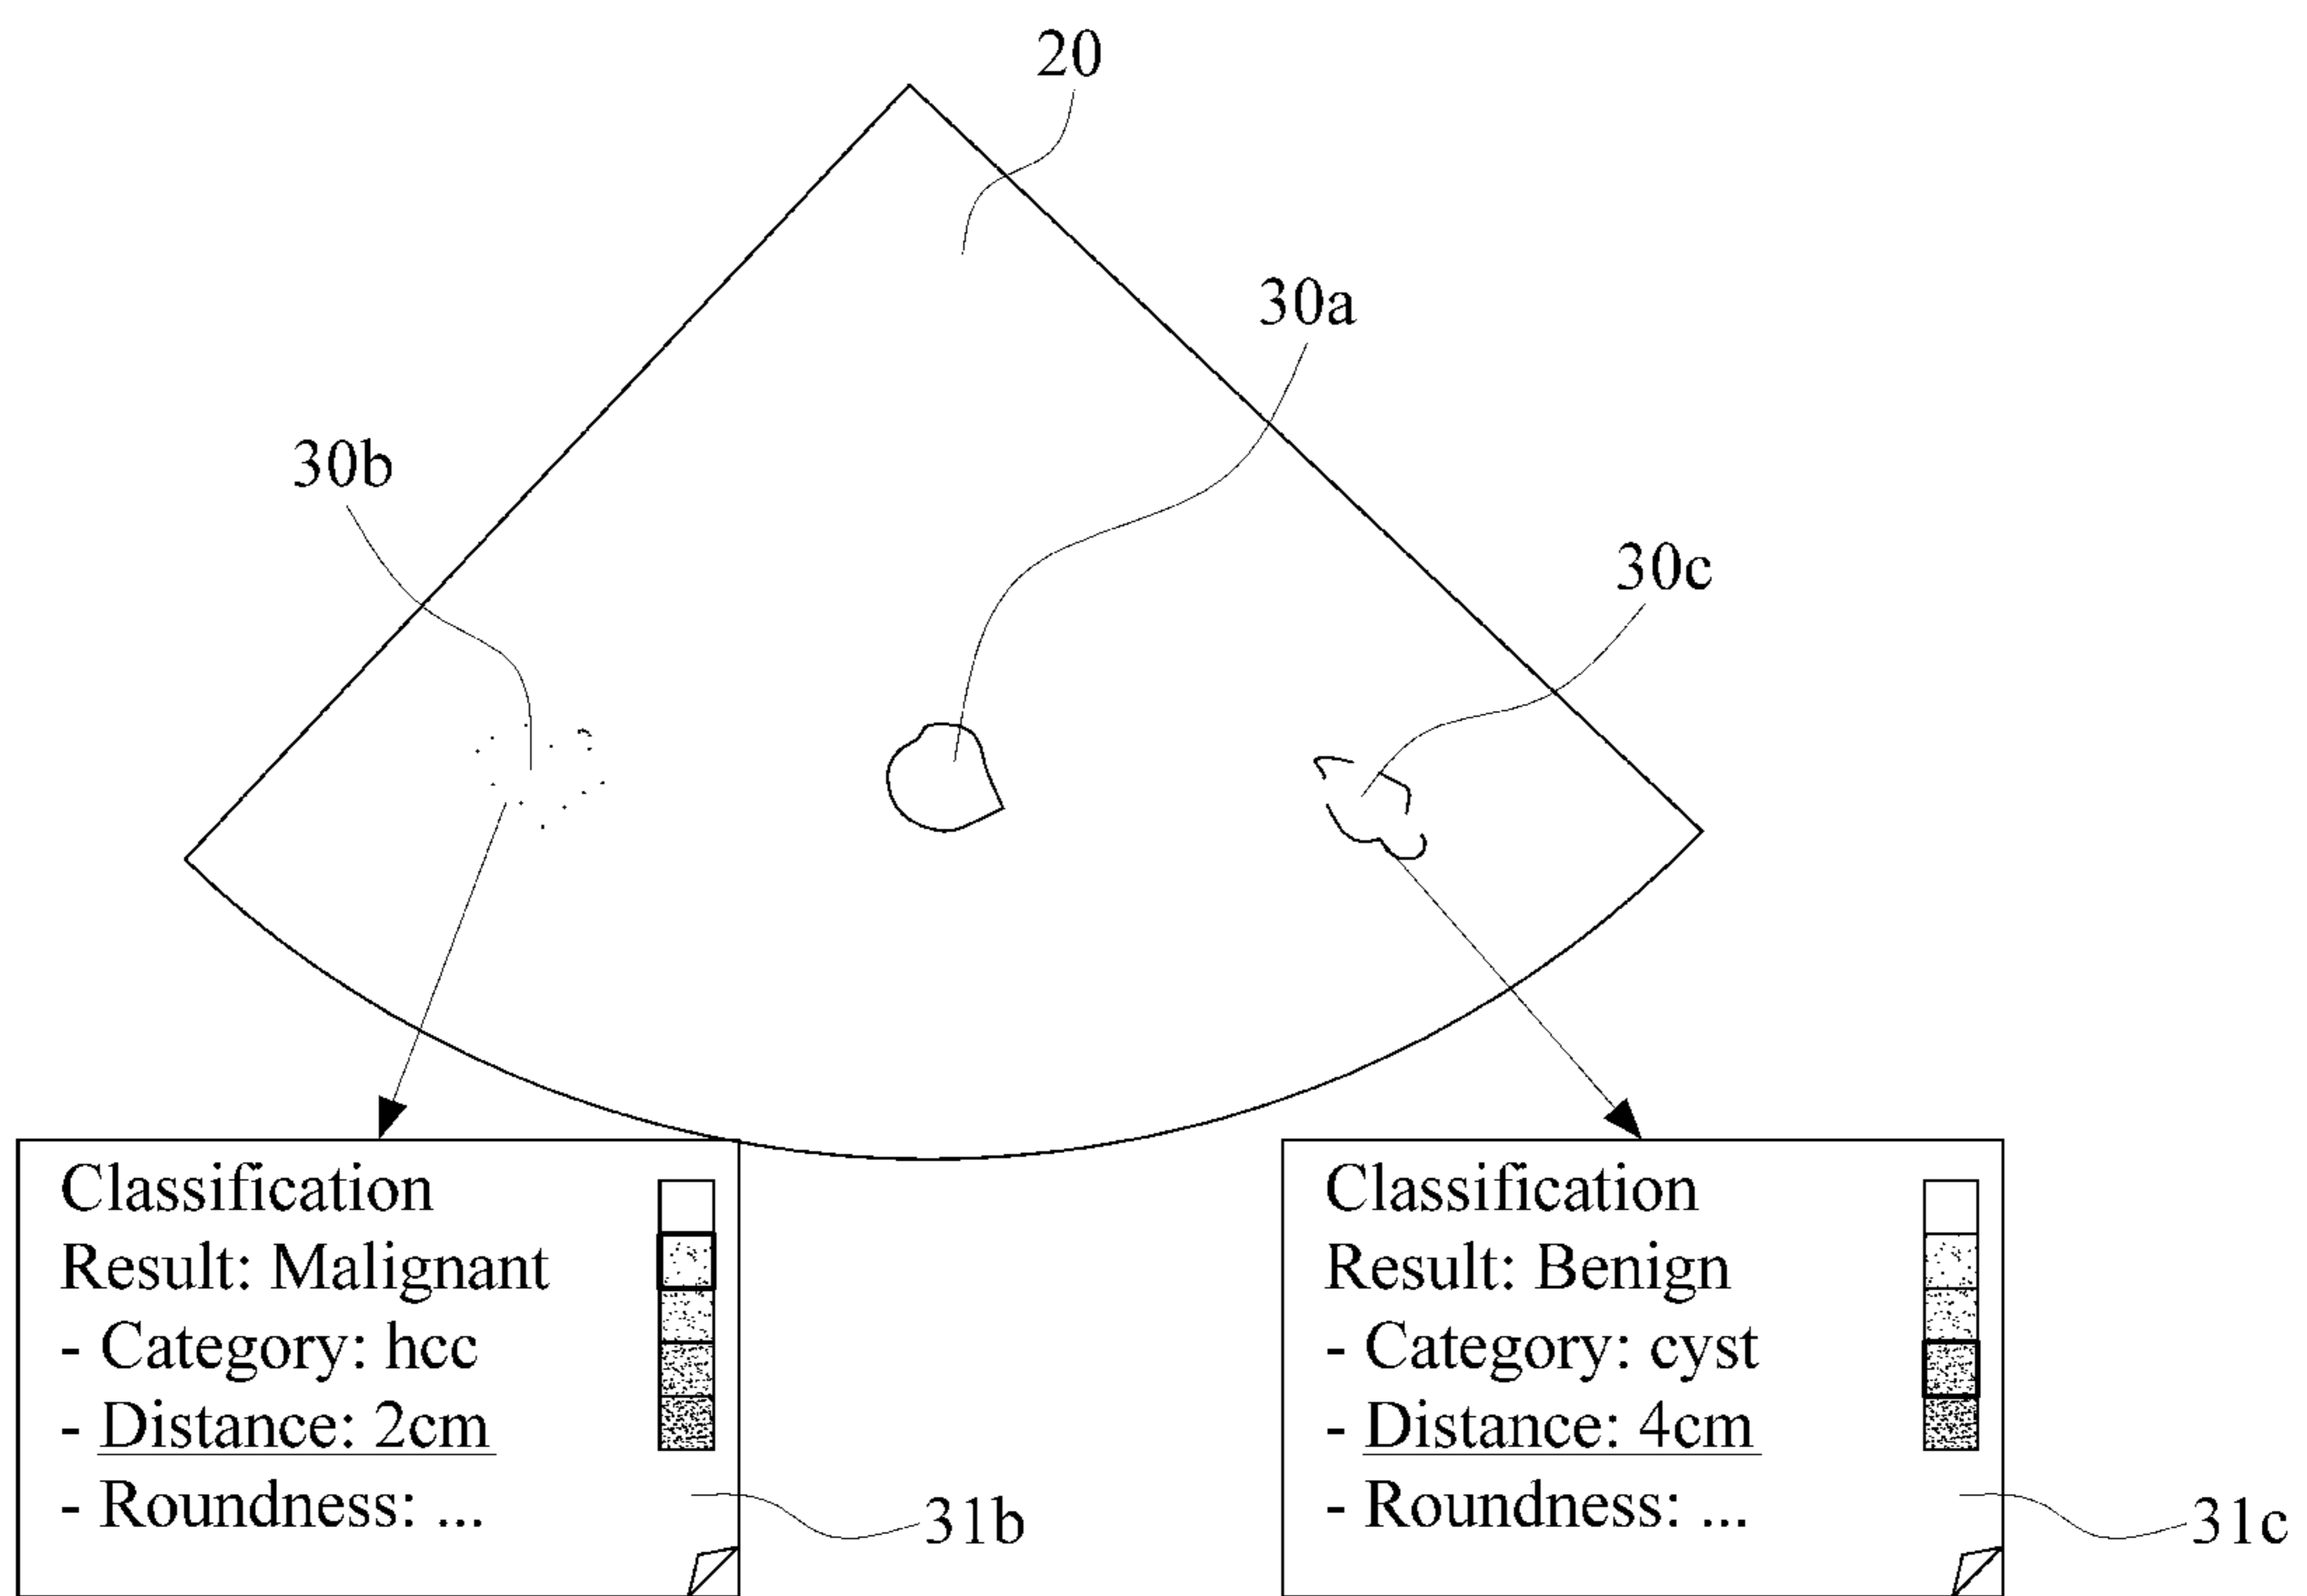 20
30a
30b
30c
Classification
Result: Malignant
- Category: hcc
- Distance: 2cm
- Roundness: ...
31b
Classification
Result: Benign
- Category: cyst
- Distance: 4cm
- Roundness: ...
31c